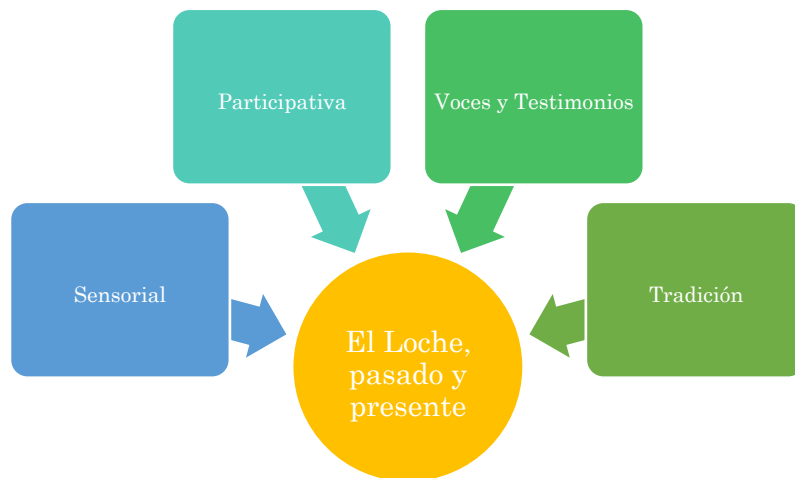 Participativa
Voces y Testimonios
Sensorial
Tradición
El Loche,
pasado y
presente